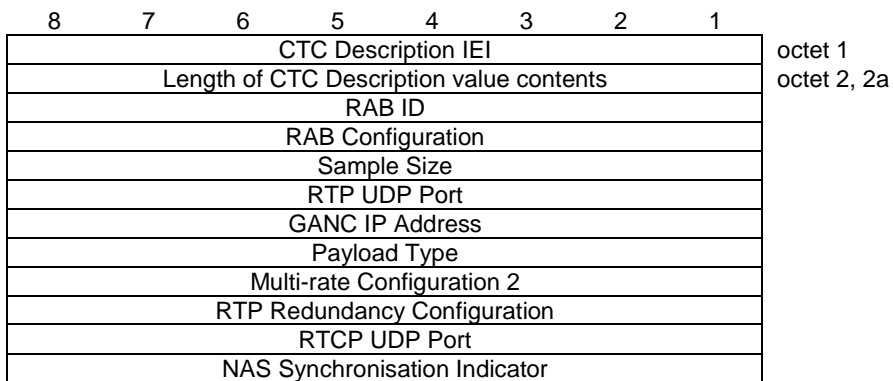 8 7 6 5 4 3 2 1
CTC Description IEI octet 1
Length of CTC Description value contents octet 2, 2a
RAB ID
RAB Configuration
Sample Size
RTP UDP Port
GANC IP Address
Payload Type
Multi-rate Configuration 2
RTP Redundancy Configuration
RTCP UDP Port
NAS Synchronisation Indicator